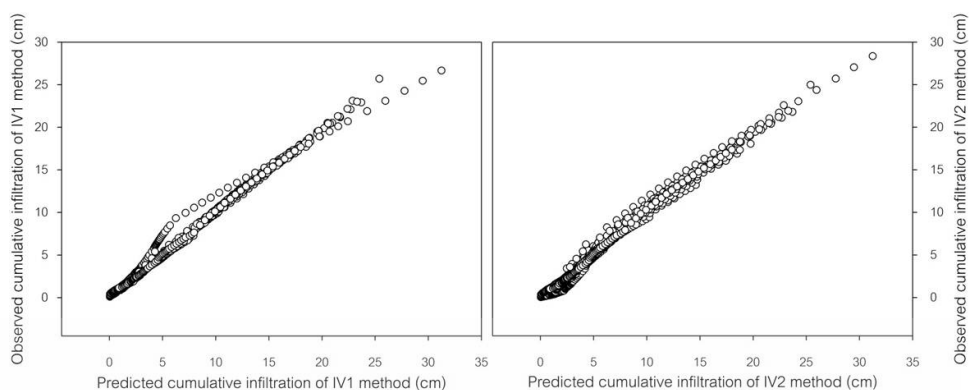 Observed cumulative infiltration of IV1 method (cm)
30
25
20
15
10
5
0
0 5 10 15 20 25 30 35
Predicted cumulative infiltration of IV1 method (cm)
0 5 10 15 20 25 30 35
Predicted cumulative infiltration of IV2 method (cm)
30
25
20
15
10
5
0
Observed cumulative infiltration of IV2 method (cm)